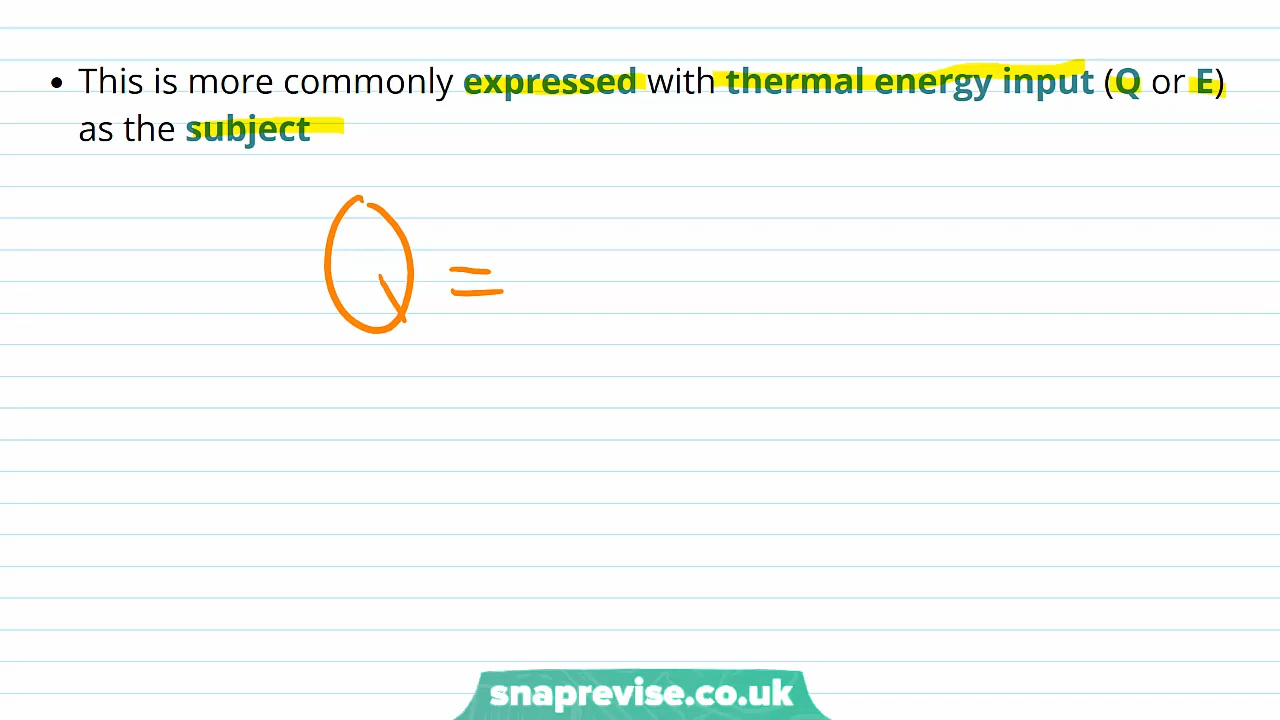 • This is more commonly expressed with thermal energy input (Q or E)
as the subject
Q =
snaprevise.co.uk